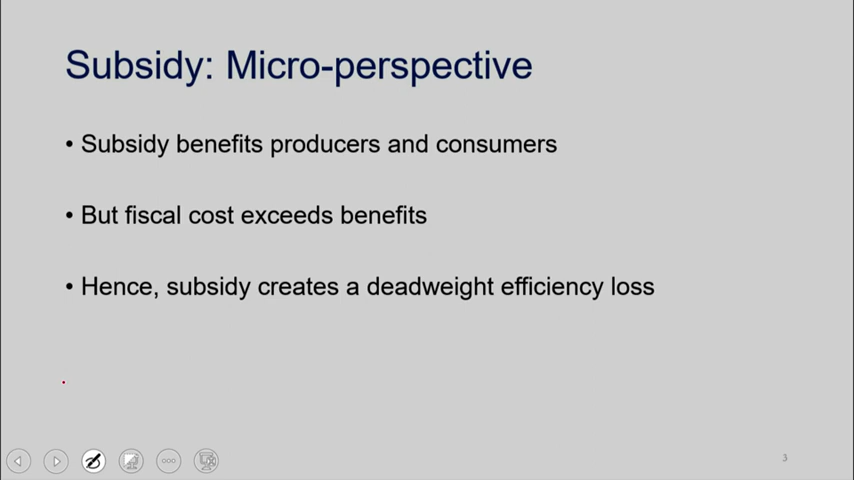 Subsidy: Micro-perspective
• Subsidy benefits producers and consumers
• But fiscal cost exceeds benefits
• Hence, subsidy creates a deadweight efficiency loss
3